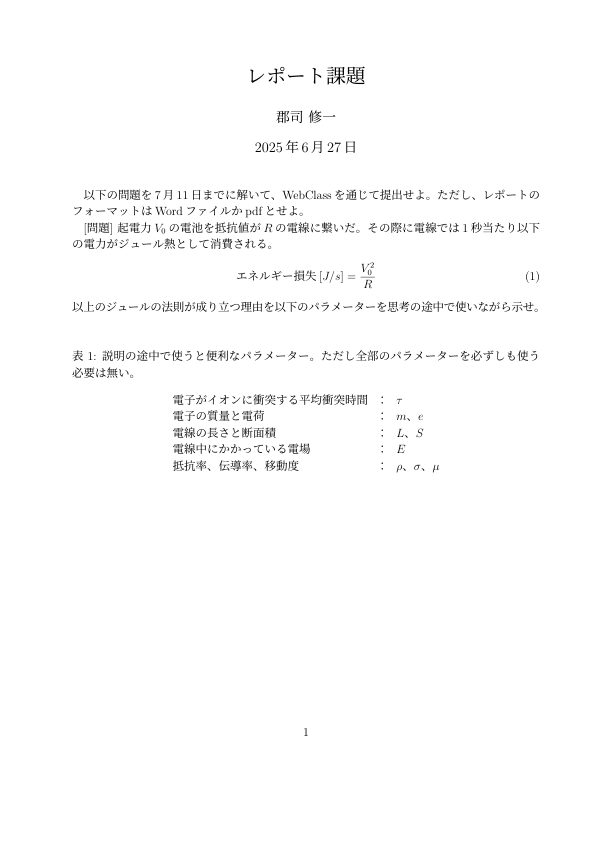 レポート課題
郡司 修一
2025 年 6 月 27 日
以下の問題を 7 月 11 日までに解いて、WebClass を通じて提出せよ。ただし、レポートの
フォーマットは Word ファイルか pdf とせよ。
[問題] 起電力 V₀ の電池を抵抗値が R の電線に繋いだ。その際に電線では 1 秒当たり以下
の電力がジュール熱として消費される。
エネルギー損失 [J/s] = V₀²/R (1)
以上のジュールの法則が成り立つ理由を以下のパラメーターを思考の途中で使いながら示せ。
表 1: 説明の途中で使うと便利なパラメーター。ただし全部のパラメーターを必ずしも使う
必要は無い。
電子がイオンに衝突する平均衝突時間 : τ
電子の質量と電荷 : m、e
電線の長さと断面積 : L、S
電線中にかかっている電場 : E
抵抗率、伝導率、移動度 : ρ、σ、μ
1